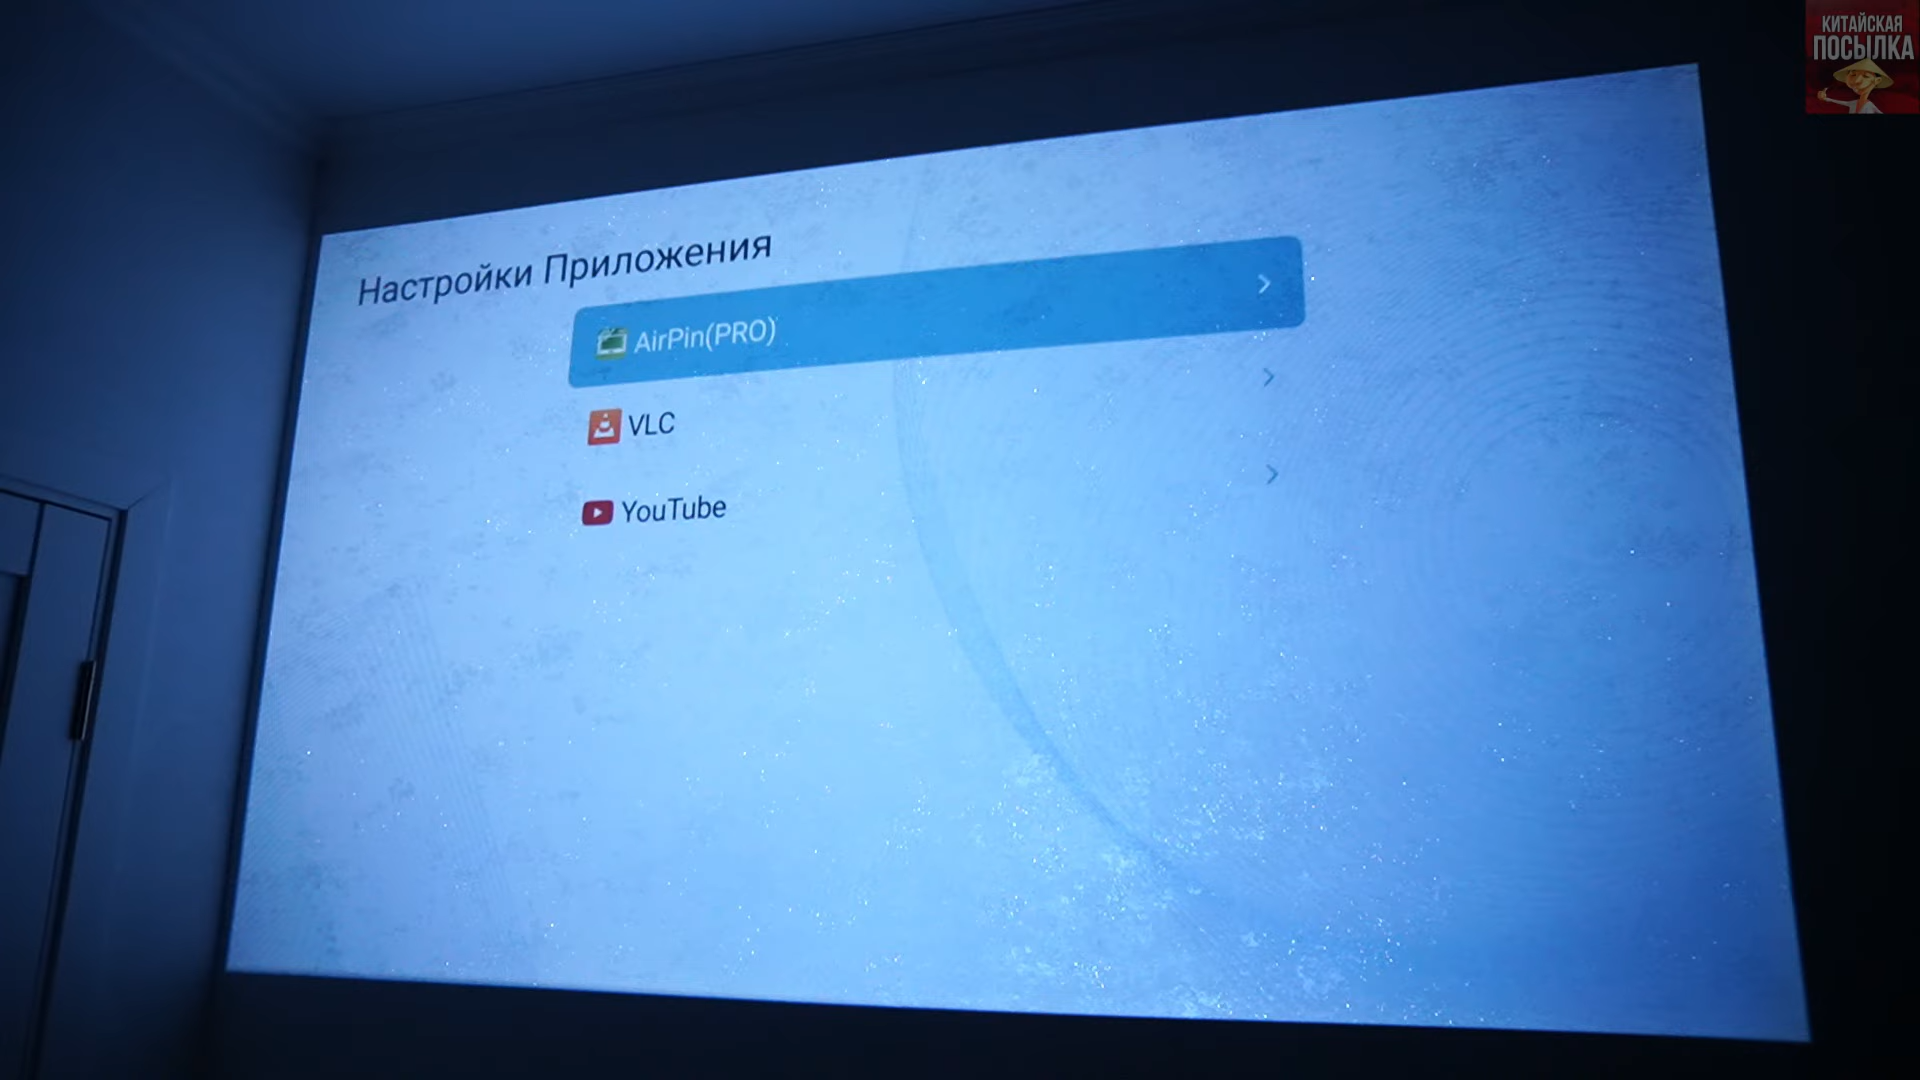 КИТАЙСКАЯ
ПОСЫЛКА
Настройки Приложения
AirPin(PRO)
VLC
YouTube